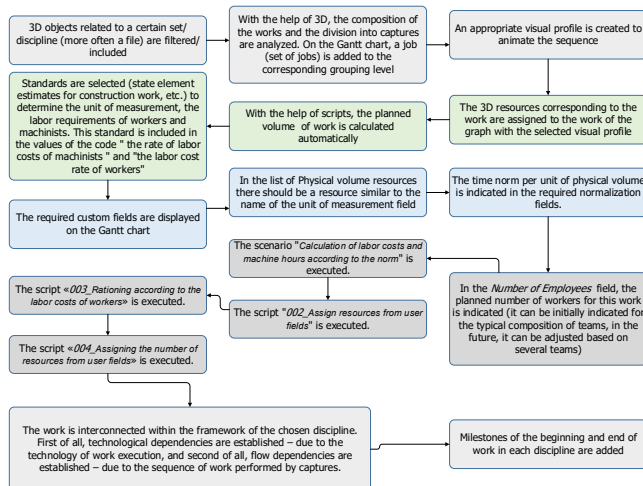 3D objects related to a certain set/
discipline (more often a file) are filtered/
included
With the help of 3D, the composition of
the works and the division into captures
are analyzed. On the Gantt chart, a job
(set of jobs) is added to the
corresponding grouping level
An appropriate visual profile is created to
animate the sequence
Standards are selected (state element
estimates for construction work, etc.) to
determine the unit of measurement, the
labor requirements of workers and
machinists. This standard is included in
the values of the code " the rate of labor
costs of machinists " and "the labor cost
rate of workers"
With the help of scripts, the planned
volume of work is calculated
automatically
The 3D resources corresponding to the
work are assigned to the work of the
graph with the selected visual profile
The required custom fields are displayed
on the Gantt chart
In the list of Physical volume resources
there should be a resource similar to the
name of the unit of measurement field
The time norm per unit of physical volume
is indicated in the required normalization
fields.
The scenario "Calculation of labor costs and
machine hours according to the norm" is
executed.
In the Number of Employees field, the
planned number of workers for this work
is indicated (it can be initially indicated for
the typical composition of teams, in the
future, it can be adjusted based on
several teams)
The script «003_Rationing according to the
labor costs of workers» is executed.
The script "002_Assign resources from user
fields" is executed.
The script «004_Assigning the number of
resources from user fields» is executed.
The work is interconnected within the framework of the chosen discipline.
First of all, technological dependencies are established – due to the
technology of work execution, and second of all, flow dependencies are
established – due to the sequence of work performed by captures.
Milestones of the beginning and end of
work in each discipline are added